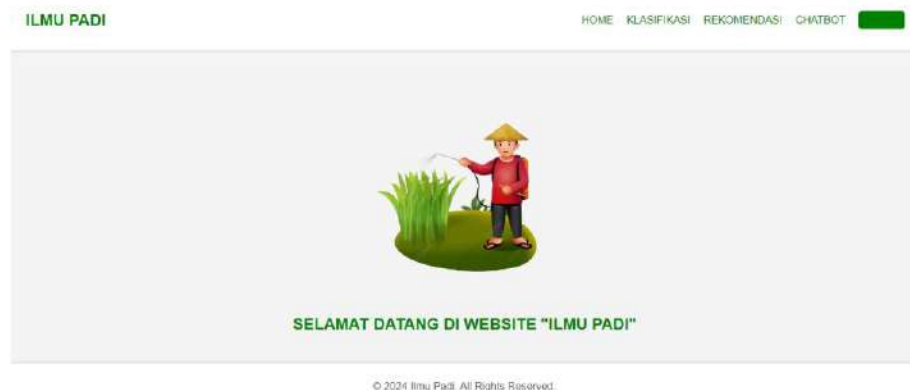 ILMU PADI
HOME KLASIFIKASI REKOMENDASI CHATBOT
SELAMAT DATANG DI WEBSITE "ILMU PADI"
© 2024 Ilmu Padi. All Rights Reserved.